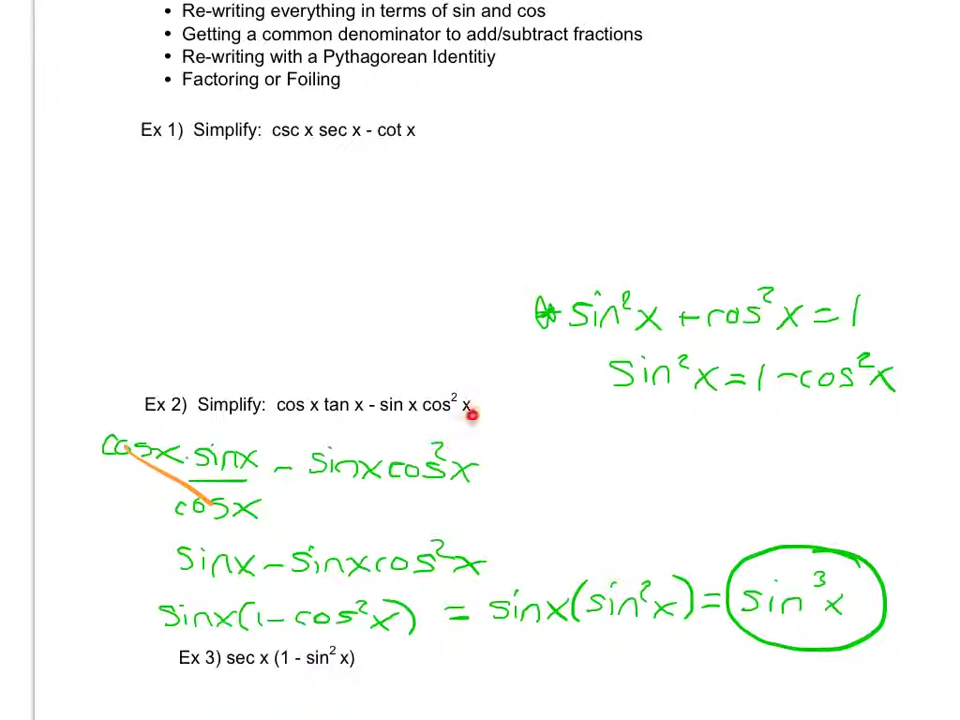 • Re-writing everything in terms of sin and cos
• Getting a common denominator to add/subtract fractions
• Re-writing with a Pythagorean Identitiy
• Factoring or Foiling
Ex 1) Simplify: csc x sec x - cot x
* sin²x + cos²x = 1
sin²x = 1 - cos²x
Ex 2) Simplify: cos x tan x - sin x cos² x
cosx · sinx/cosx - sinxcos²x
sinx - sinxcos²x
sinx(1 - cos²x) = sinx(sin²x) = sin³x
Ex 3) sec x (1 - sin² x)